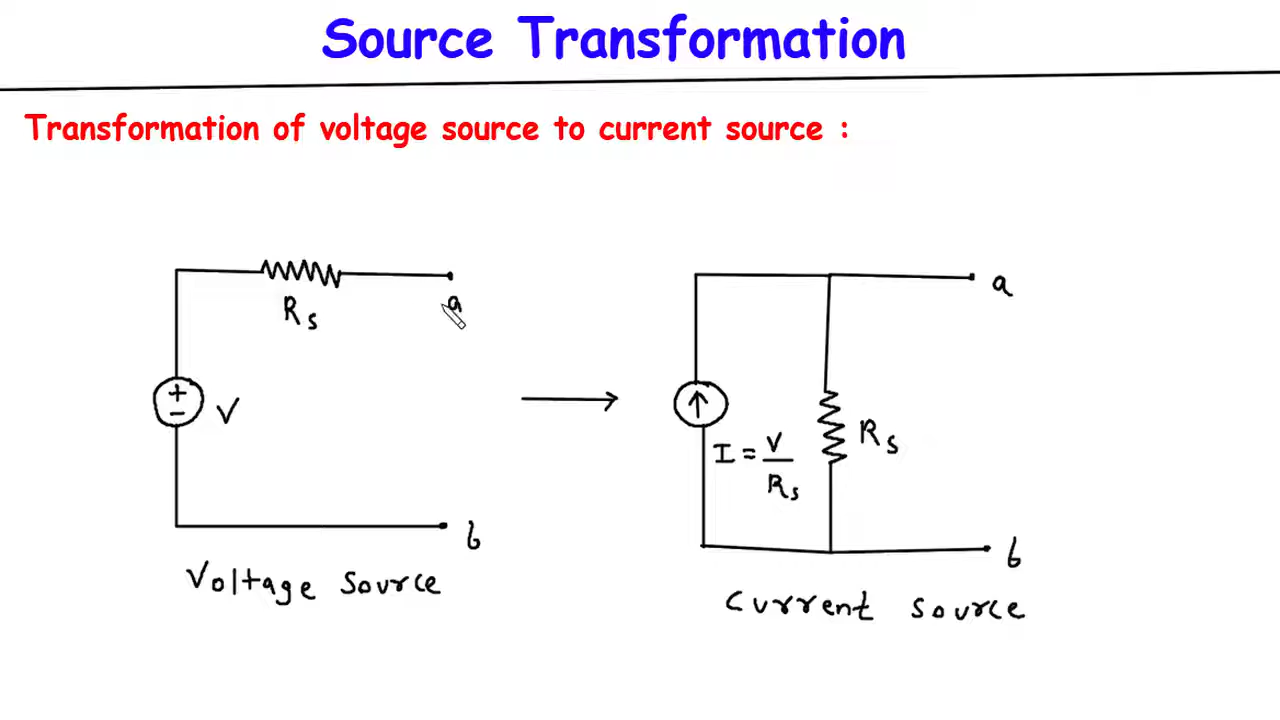 Source Transformation
Transformation of voltage source to current source :
Rs
a
+
-
V
b
Voltage Source
a
Rs
I = V/Rs
b
Current Source